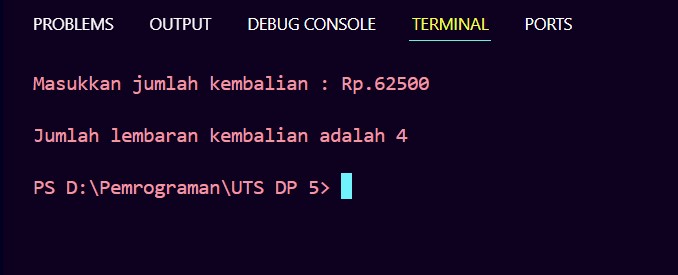 PROBLEMS OUTPUT DEBUG CONSOLE TERMINAL PORTS
Masukkan jumlah kembalian : Rp.62500
Jumlah lembaran kembalian adalah 4
PS D:\Pemrograman\UTS DP 5>